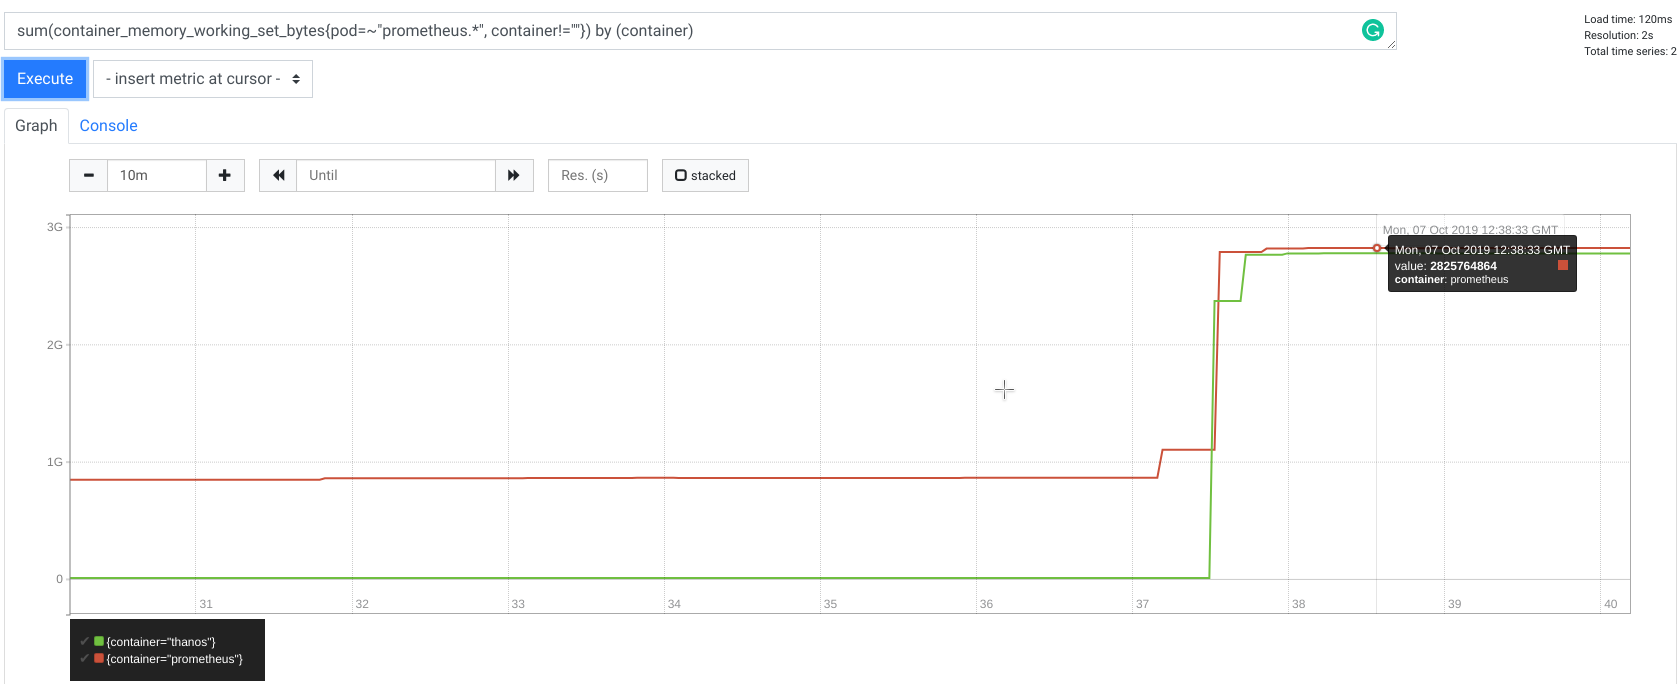 sum(container_memory_working_set_bytes{pod=~"prometheus.*", container!=""}) by (container)
Load time: 120ms
Resolution: 2s
Total time series: 2
Execute
- insert metric at cursor -
Graph
Console
10m
Until
Res. (s)
stacked
3G
2G
1G
0
Mon, 07 Oct 2019 12:38:33 GMT
Mon, 07 Oct 2019 12:38:33 GMT
value: 2825764864
container: prometheus
31 32 33 34 35 36 37 38 39 40
{container="thanos"}
{container="prometheus"}